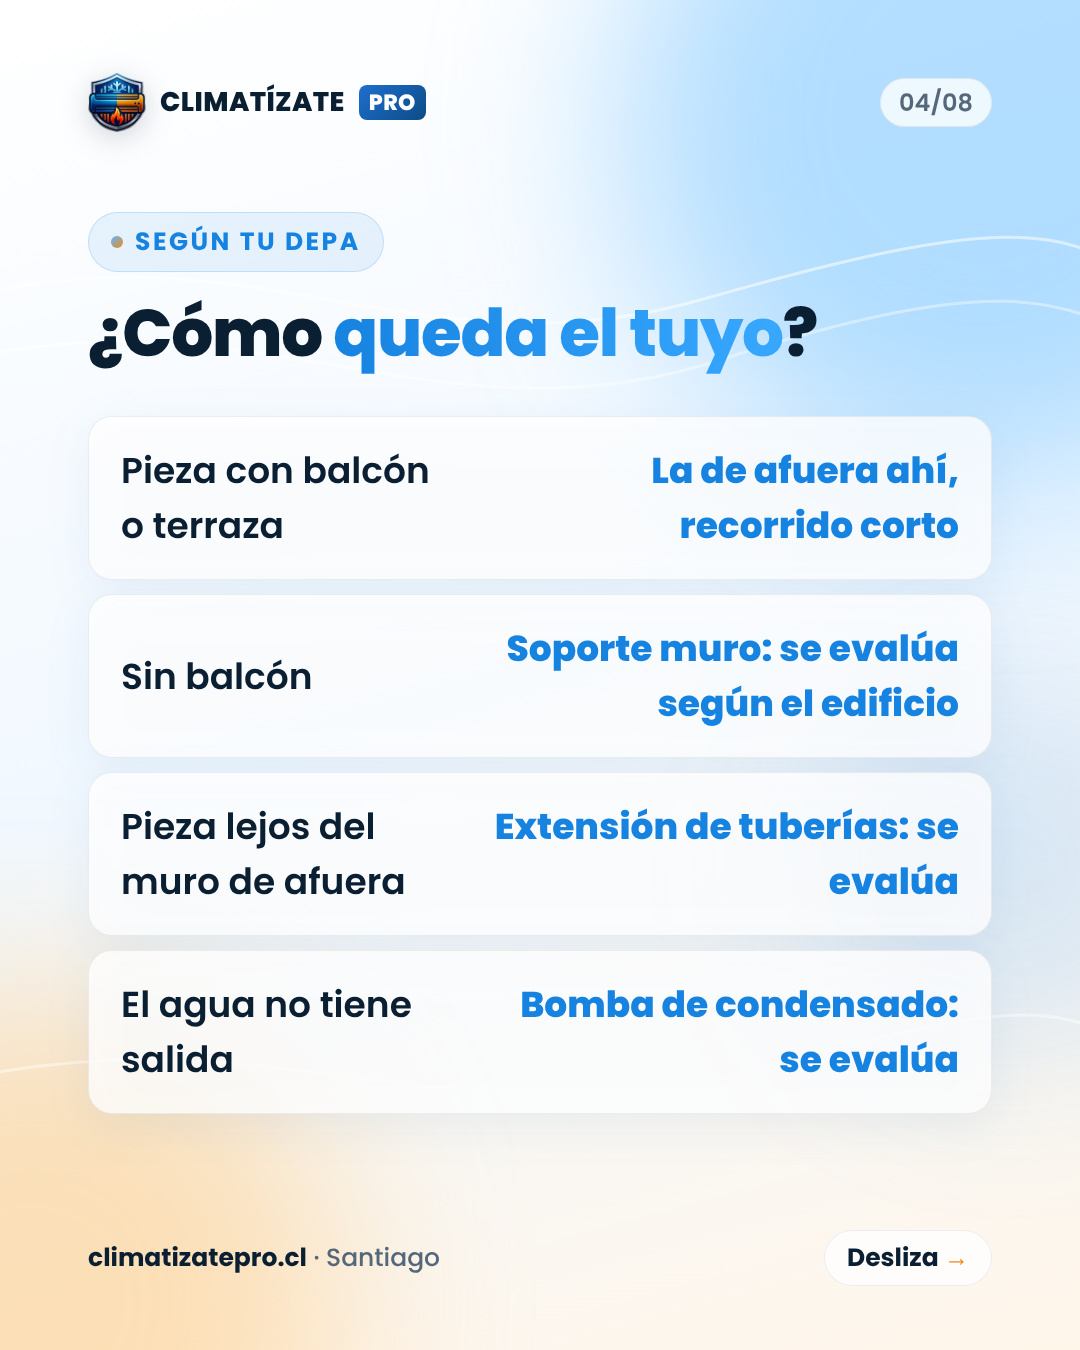 CLIMATÍZATE PRO
04/08
SEGÚN TU DEPA
¿Cómo queda el tuyo?
Pieza con balcón
o terraza
La de afuera ahí,
recorrido corto
Sin balcón
Soporte muro: se evalúa
según el edificio
Pieza lejos del
muro de afuera
Extensión de tuberías: se
evalúa
El agua no tiene
salida
Bomba de condensado:
se evalúa
climatizatepro.cl · Santiago
Desliza →